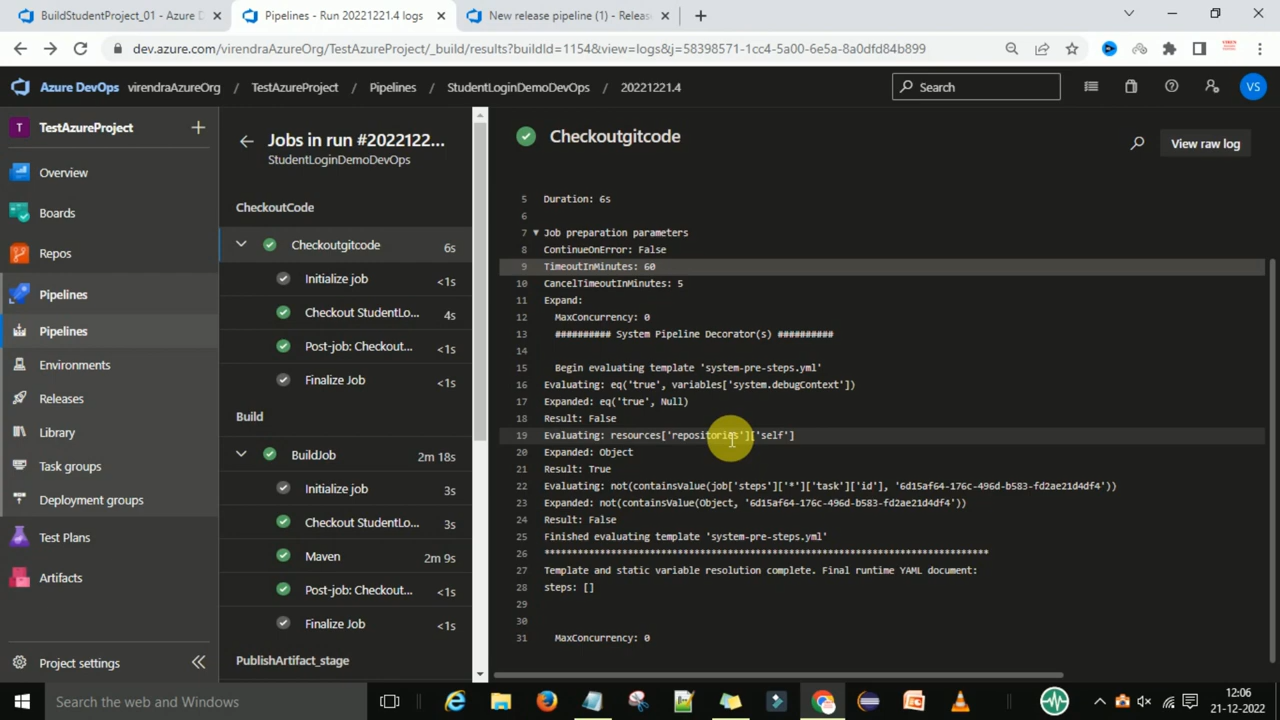 BuildStudentProject_01 - Azure D
Pipelines - Run 20221221.4 logs
New release pipeline (1) - Releas
dev.azure.com/virendraAzureOrg/TestAzureProject/_build/results?buildId=1154&view=logs&j=58398571-1cc4-5a00-6e5a-8a0dfd84b899
Azure DevOps virendraAzureOrg / TestAzureProject / Pipelines / StudentLoginDemoDevOps / 20221221.4
Search
VS
T TestAzureProject
Overview
Boards
Repos
Pipelines
Pipelines
Environments
Releases
Library
Task groups
Deployment groups
Test Plans
Artifacts
Project settings
Jobs in run #2022122...
StudentLoginDemoDevOps
CheckoutCode
Checkoutgitcode 6s
Initialize job <1s
Checkout StudentLo... 4s
Post-job: Checkout... <1s
Finalize Job <1s
Build
BuildJob 2m 18s
Initialize job 3s
Checkout StudentLo... 3s
Maven 2m 9s
Post-job: Checkout... <1s
Finalize Job <1s
PublishArtifact_stage
Checkoutgitcode
View raw log
5 Duration: 6s
6
7 Job preparation parameters
8 ContinueOnError: False
9 TimeoutInMinutes: 60
10 CancelTimeoutInMinutes: 5
11 Expand:
12 MaxConcurrency: 0
13 ########## System Pipeline Decorator(s) ##########
14
15 Begin evaluating template 'system-pre-steps.yml'
16 Evaluating: eq('true', variables['system.debugContext'])
17 Expanded: eq('true', Null)
18 Result: False
19 Evaluating: resources['repositories']['self']
20 Expanded: Object
21 Result: True
22 Evaluating: not(containsValue(job['steps']['*']['task']['id'], '6d15af64-176c-496d-b583-fd2ae21d4df4'))
23 Expanded: not(containsValue(Object, '6d15af64-176c-496d-b583-fd2ae21d4df4'))
24 Result: False
25 Finished evaluating template 'system-pre-steps.yml'
26 ********************************************************************************
27 Template and static variable resolution complete. Final runtime YAML document:
28 steps: []
29
30
31 MaxConcurrency: 0
Search the web and Windows
12:06
21-12-2022